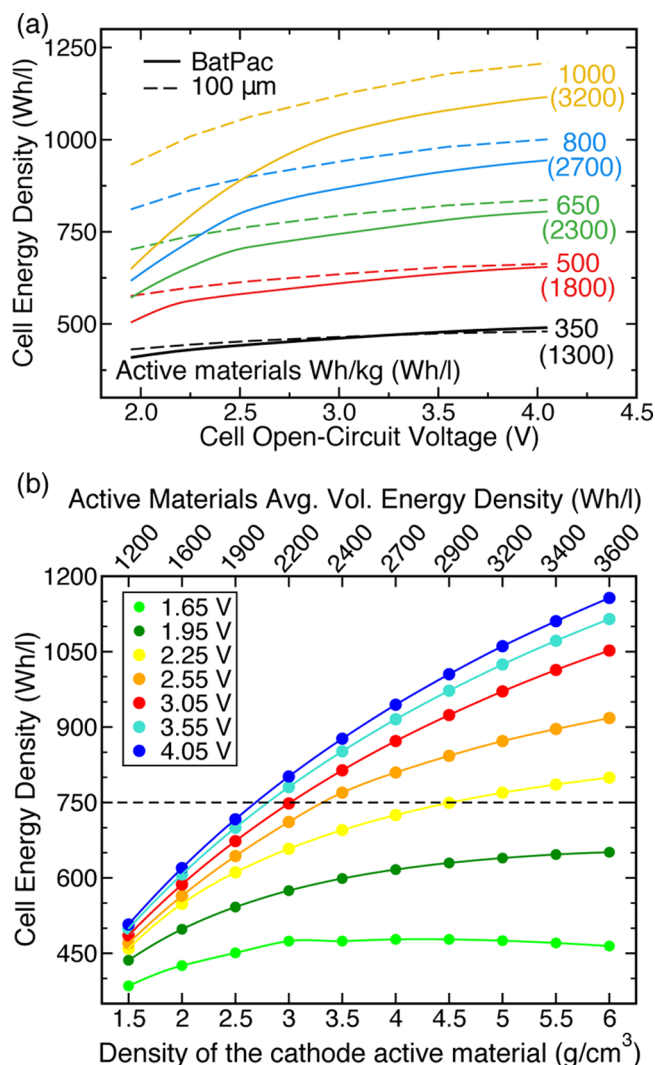 (a)
1250
1000
750
500
Cell Energy Density (Wh/l)
BatPac
100 μm
1000
(3200)
800
(2700)
650
(2300)
500
(1800)
350
(1300)
Active materials Wh/kg (Wh/l)
2.0 2.5 3.0 3.5 4.0 4.5
Cell Open-Circuit Voltage (V)
(b)
Active Materials Avg. Vol. Energy Density (Wh/l)
1200 1600 1900 2200 2400 2700 2900 3200 3400 3600
1200
1050
900
750
600
450
Cell Energy Density (Wh/l)
1.65 V
1.95 V
2.25 V
2.55 V
3.05 V
3.55 V
4.05 V
1.5 2 2.5 3 3.5 4 4.5 5 5.5 6
Density of the cathode active material (g/cm³)